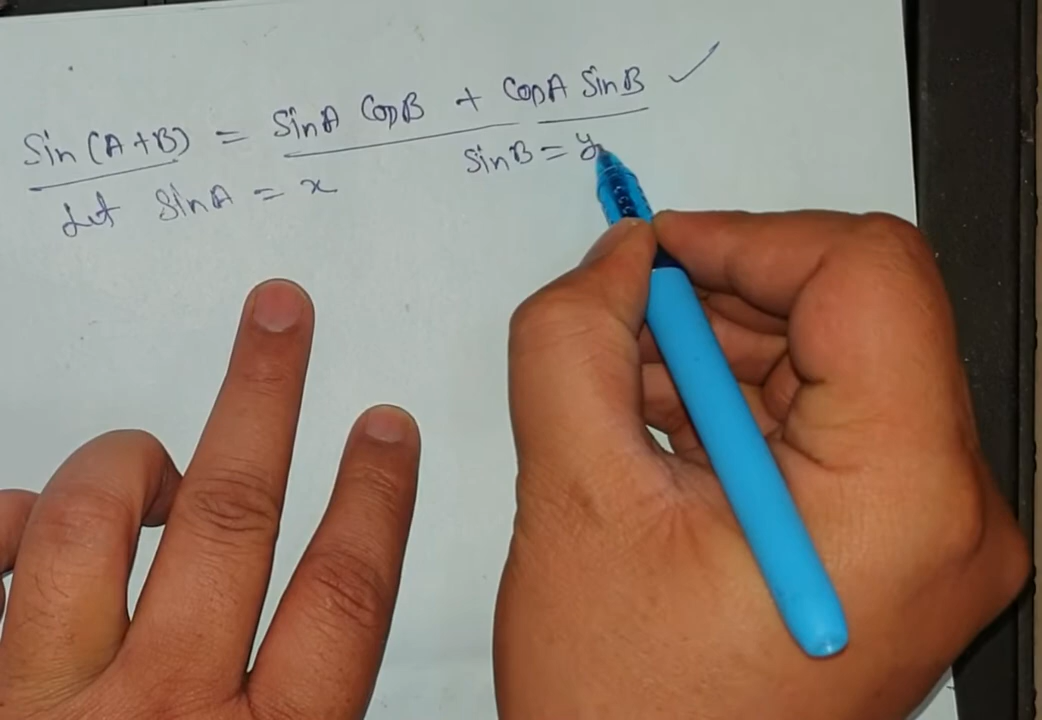 Sin (A+B) = SinA CosB + CosA SinB ✓
Let SinA = x SinB = y